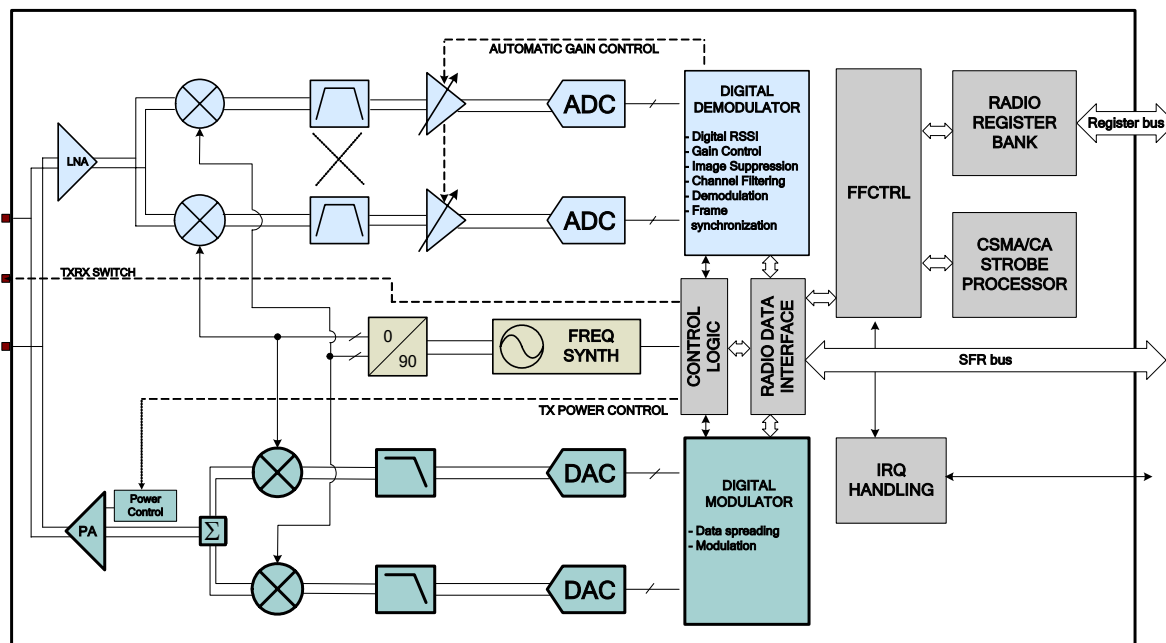 AUTOMATIC GAIN CONTROL
LNA
ADC
ADC
DIGITAL
DEMODULATOR
- Digital RSSI
- Gain Control
- Image Suppression
- Channel Filtering
- Demodulation
- Frame
synchronization
FFCTRL
RADIO
REGISTER
BANK
Register bus
CSMA/CA
STROBE
PROCESSOR
TXRX SWITCH
0
90
FREQ
SYNTH
CONTROL
LOGIC
RADIO DATA
INTERFACE
SFR bus
TX POWER CONTROL
Power
Control
PA
Σ
DAC
DAC
DIGITAL
MODULATOR
- Data spreading
- Modulation
IRQ
HANDLING